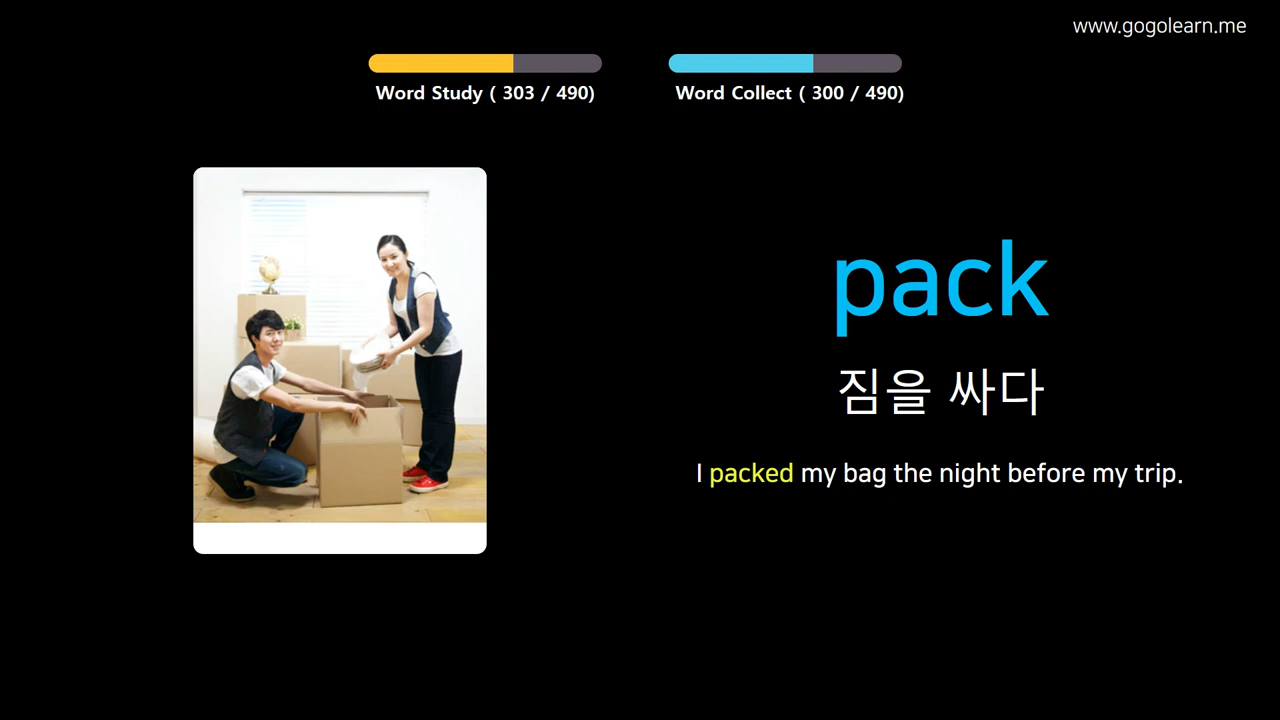 www.gogolearn.me
Word Study ( 303 / 490)
Word Collect ( 300 / 490)
pack
짐을 싸다
I packed my bag the night before my trip.